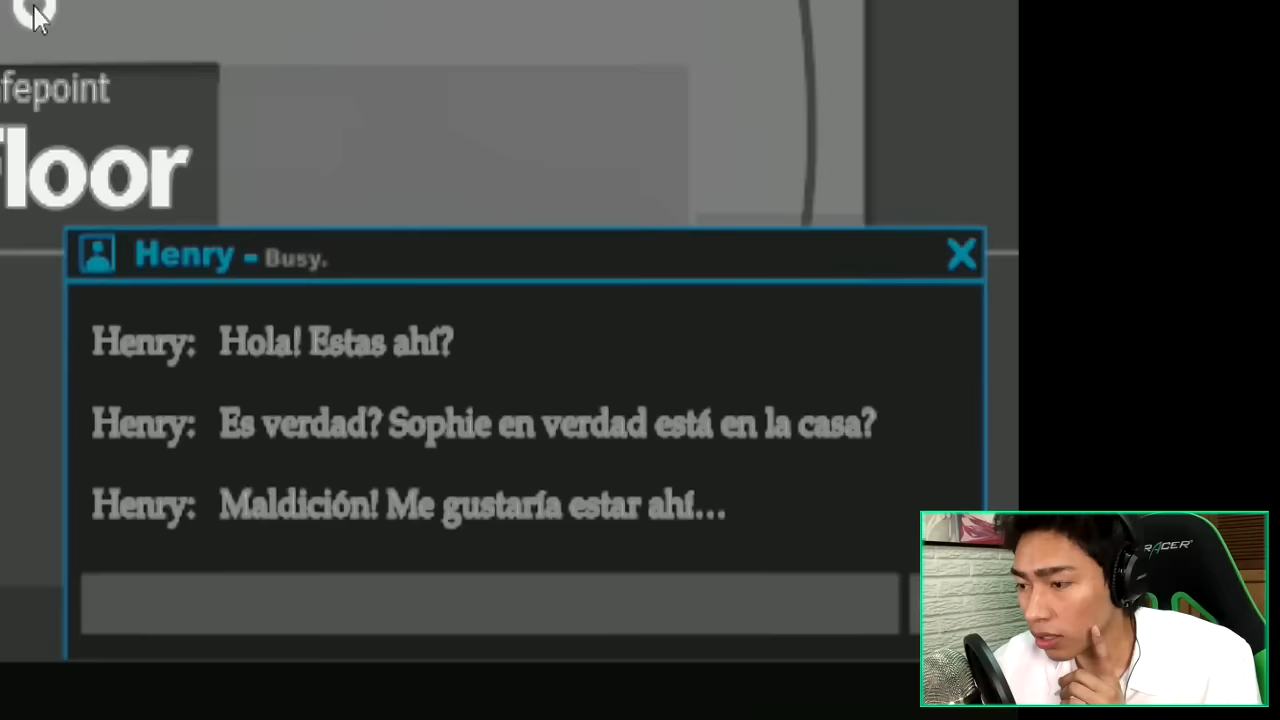 fepoint
Floor
Henry - Busy.
Henry: Hola! Estas ahí?
Henry: Es verdad? Sophie en verdad está en la casa?
Henry: Maldición! Me gustaría estar ahí...
RACER